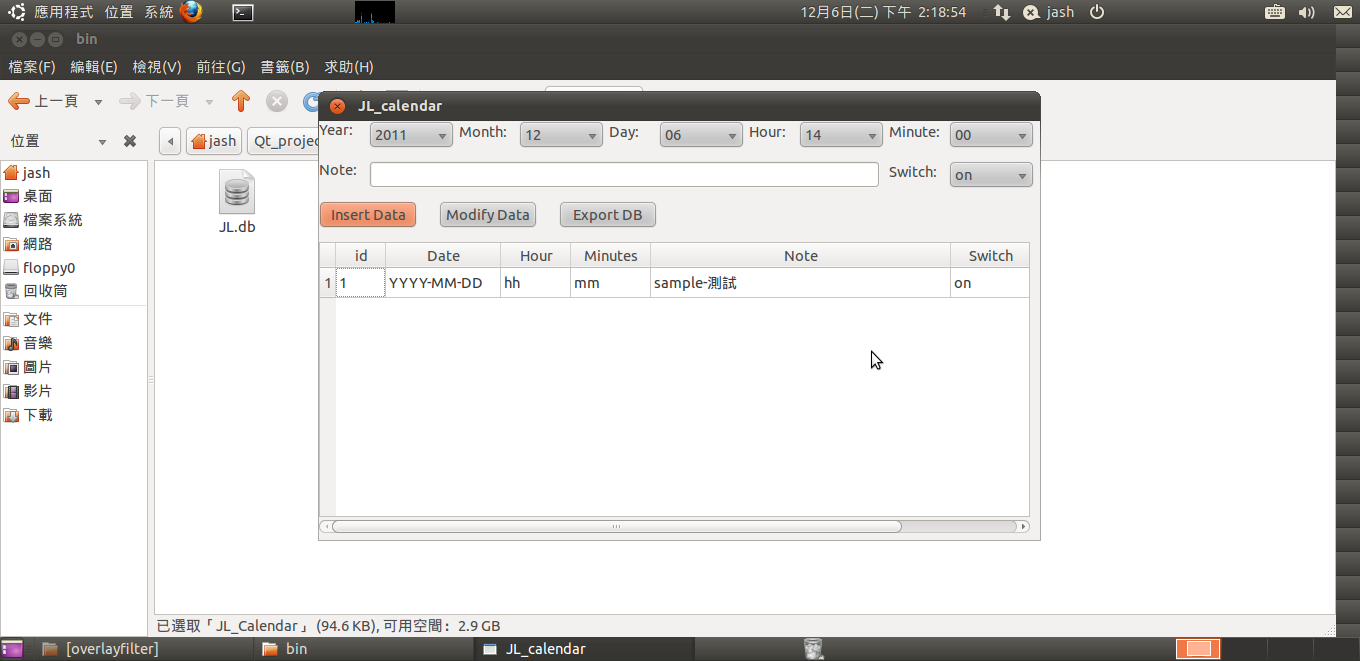 應用程式 位置 系統 12月6日(二) 下午 2:18:54 jash
bin
檔案(F) 編輯(E) 檢視(V) 前往(G) 書籤(B) 求助(H)
上一頁 下一頁
位置 jash Qt_projec
jash
桌面
檔案系統
網路
floppy0
回收筒
文件
音樂
圖片
影片
下載
JL.db
JL_calendar
Year: 2011 Month: 12 Day: 06 Hour: 14 Minute: 00
Note: Switch: on
Insert Data Modify Data Export DB
id Date Hour Minutes Note Switch
1 1 YYYY-MM-DD hh mm sample-測試 on
已選取「JL_Calendar」(94.6 KB), 可用空間： 2.9 GB
[overlayfilter] bin JL_calendar